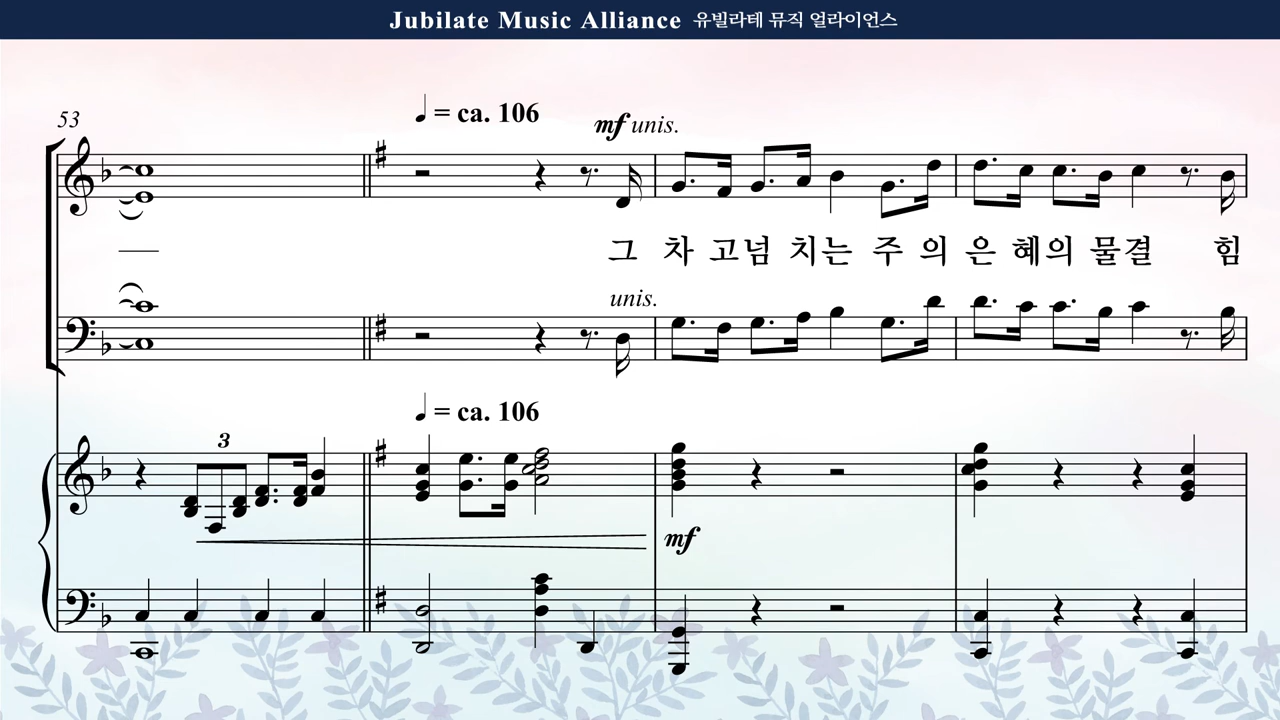 Jubilate Music Alliance 유빌라테 뮤직 얼라이언스
53
♩ = ca. 106
mf unis.
그 차 고넘 치는 주 의 은 혜의 물결 힘
unis.
♩ = ca. 106
3
mf